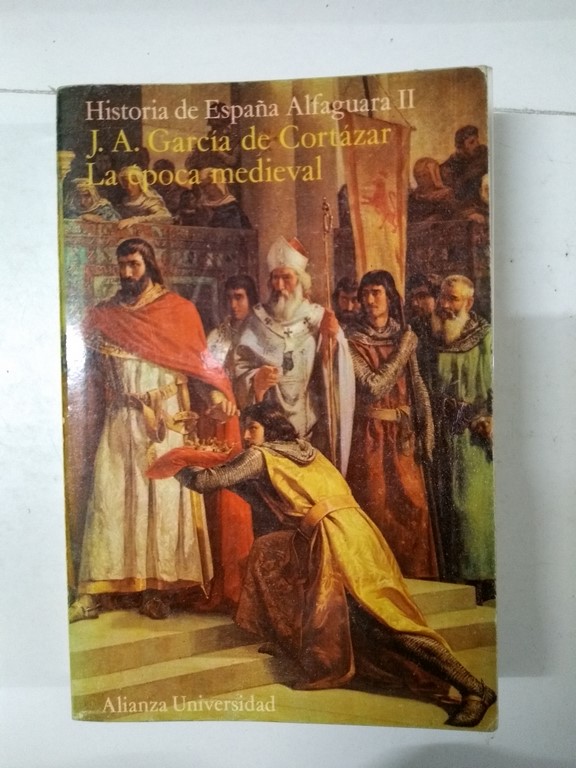 Historia de España Alfaguara II
J. A. García de Cortázar
La época medieval
Alianza Universidad